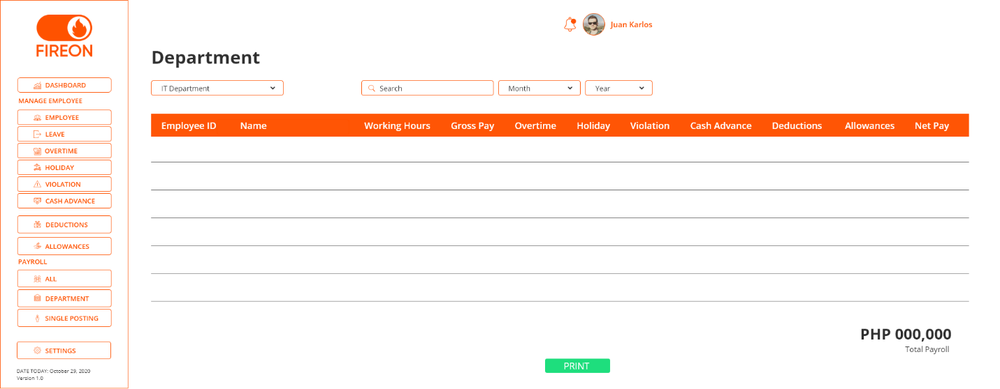 FIREON
DASHBOARD
MANAGE EMPLOYEE
EMPLOYEE
LEAVE
OVERTIME
HOLIDAY
VIOLATION
CASH ADVANCE
DEDUCTIONS
ALLOWANCES
PAYROLL
ALL
DEPARTMENT
SINGLE POSTING
SETTINGS
DATE TODAY: October 29, 2020
Version 1.0
Juan Karlos
Department
IT Department
Search
Month
Year
Employee ID Name Working Hours Gross Pay Overtime Holiday Violation Cash Advance Deductions Allowances Net Pay
PHP 000,000
Total Payroll
PRINT